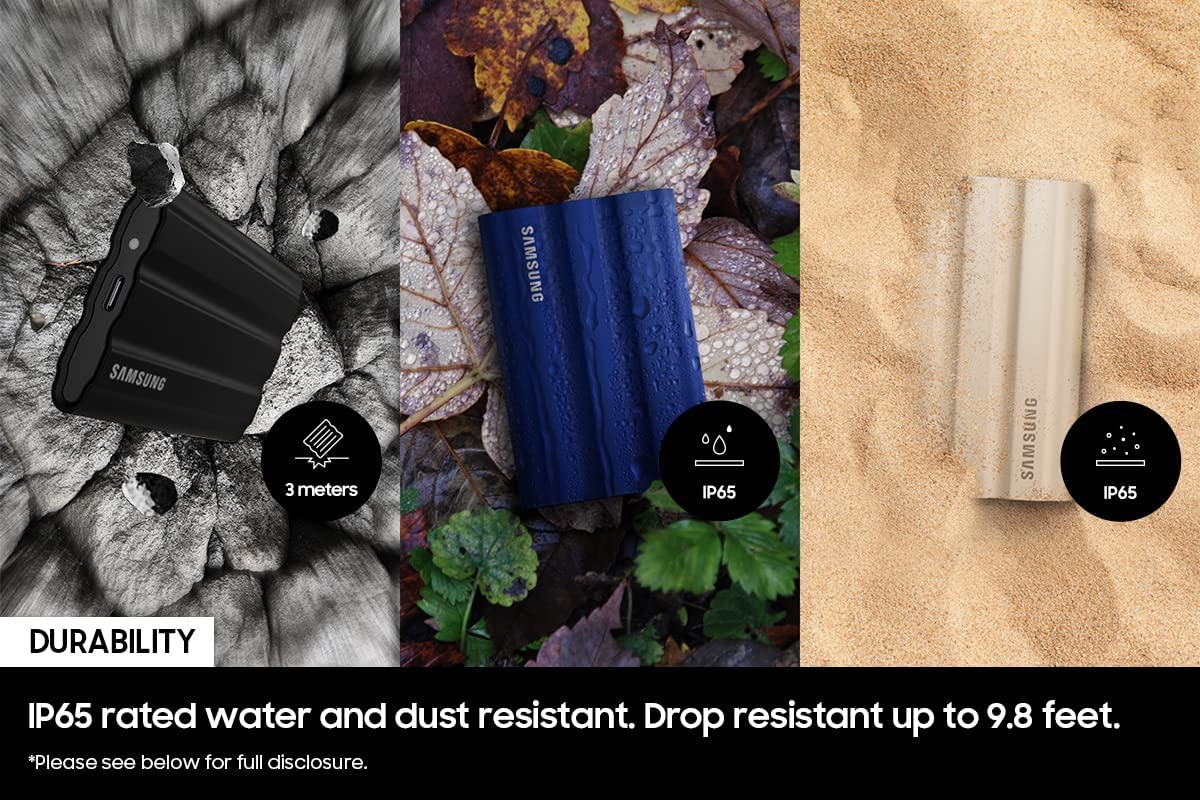 SAMSUNG
3 meters
SAMSUNG
IP65
SAMSUNG
IP65
DURABILITY
IP65 rated water and dust resistant. Drop resistant up to 9.8 feet.
*Please see below for full disclosure.